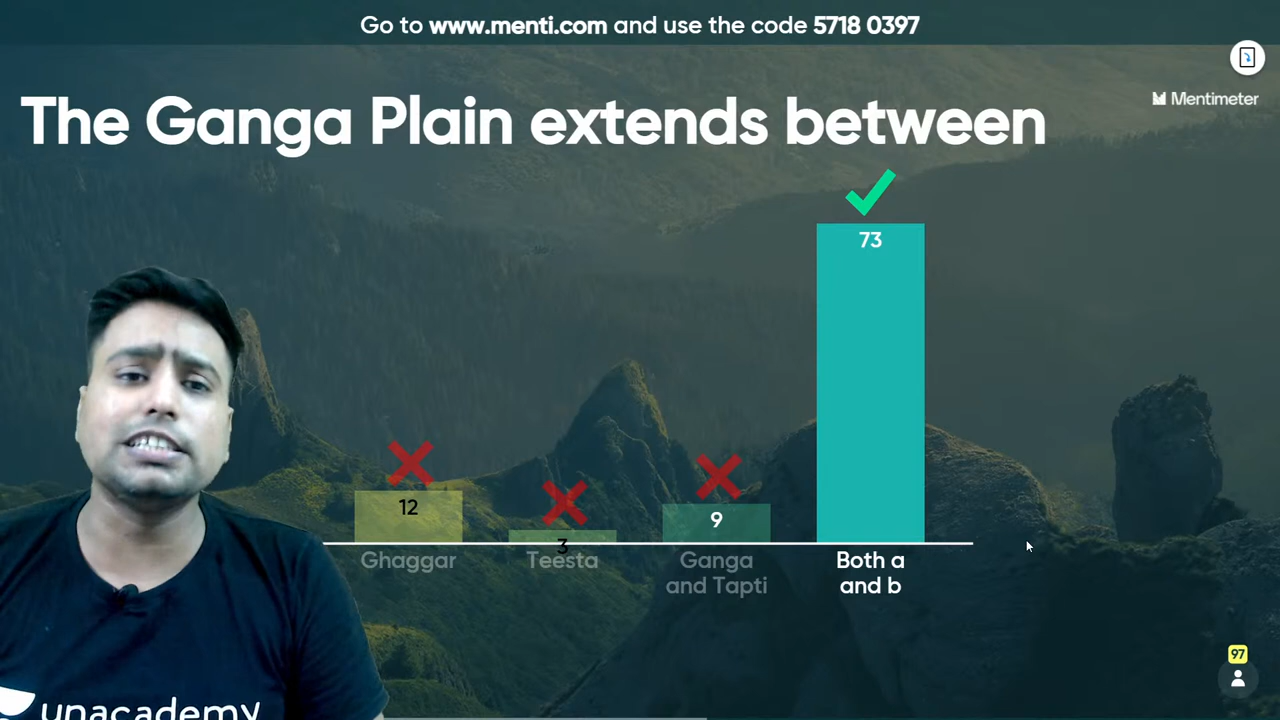 Go to www.menti.com and use the code 5718 0397
Mentimeter
The Ganga Plain extends between
73
12
3
9
Ghaggar
Teesta
Ganga
and Tapti
Both a
and b
97
unacademy